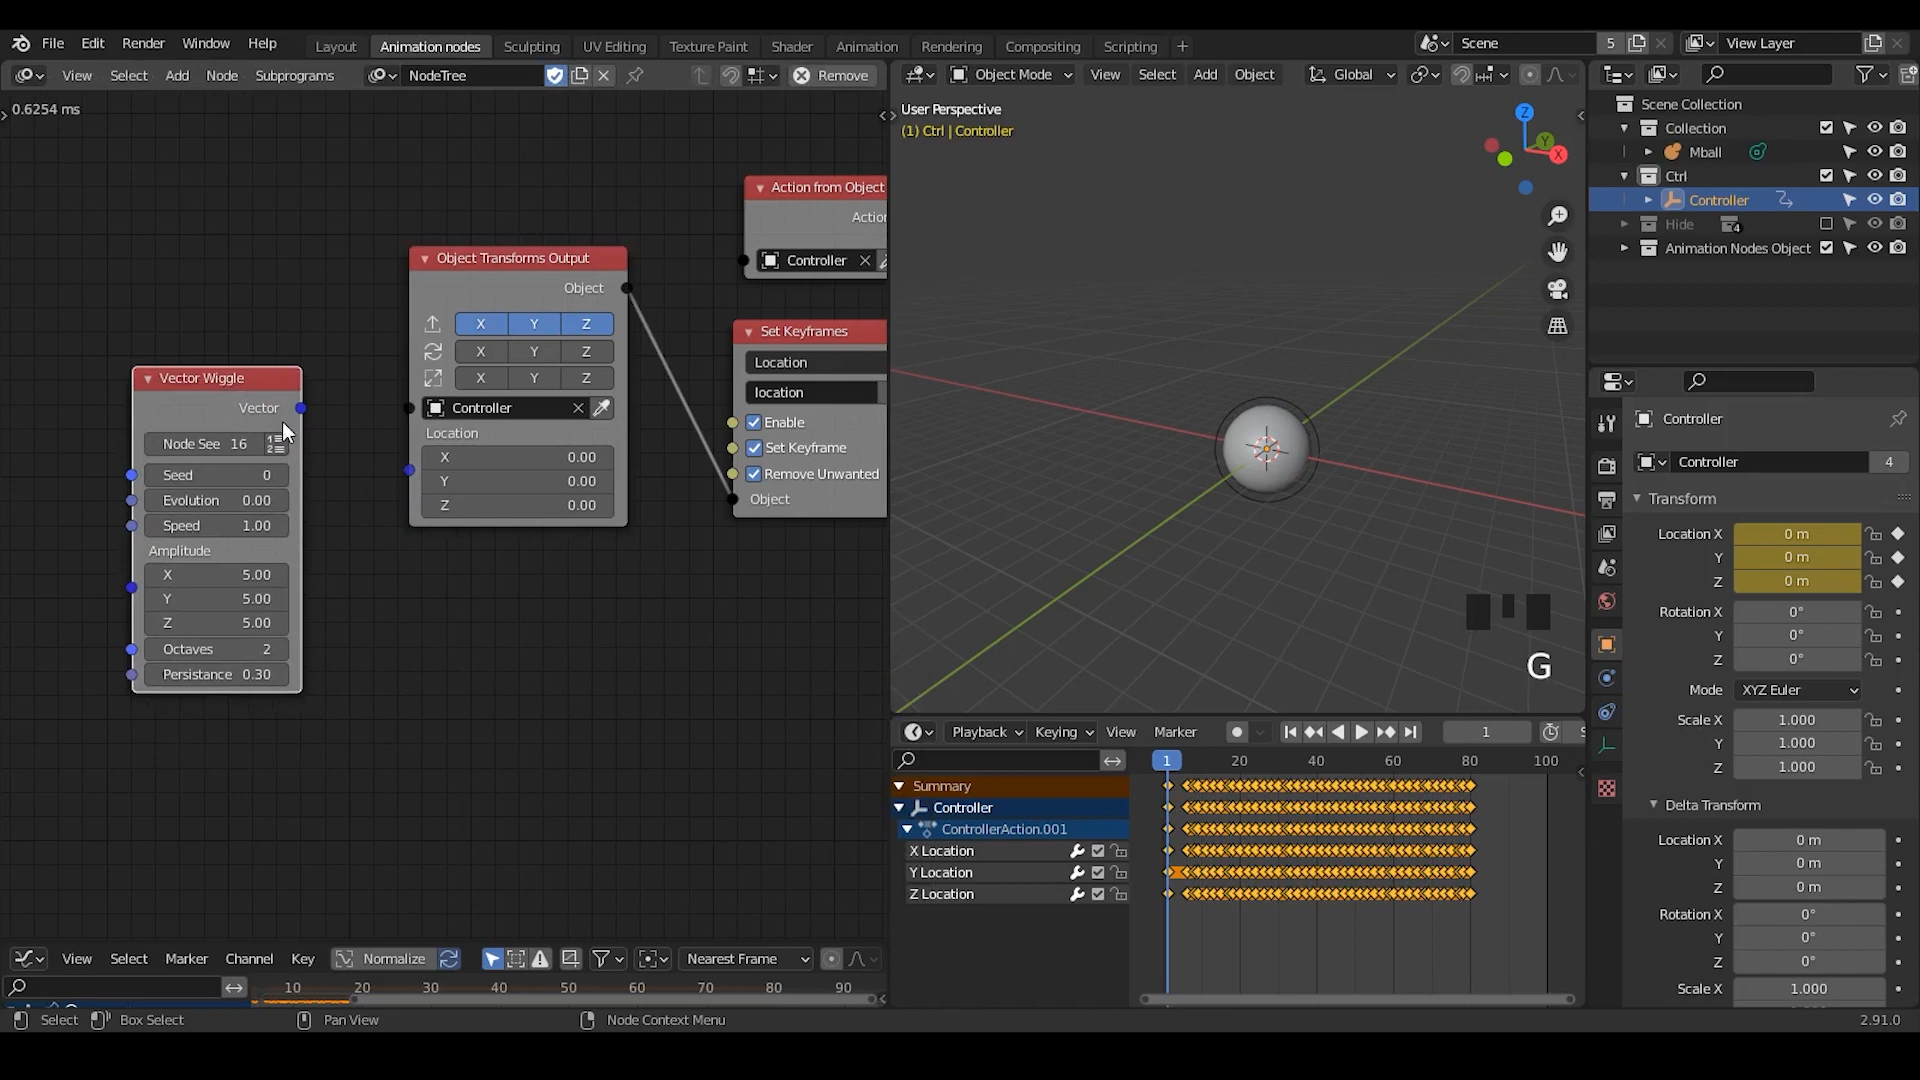 File Edit Render Window Help Layout Animation nodes Sculpting UV Editing Texture Paint Shader Animation Rendering Compositing Scripting + Scene 5 View Layer
View Select Add Node Subprograms NodeTree Remove
Object Mode View Select Add Object Global
0.6254 ms
User Perspective
(1) Ctrl | Controller
Z
Y
X
Scene Collection
Collection
Mball
Ctrl
Controller
Hide 4
Animation Nodes Object
Action from Object
Action
Controller
Object Transforms Output
Object
X Y Z
X Y Z
X Y Z
Controller
Location
X 0.00
Y 0.00
Z 0.00
Set Keyframes
Location
location
Enable
Set Keyframe
Remove Unwanted
Object
Vector Wiggle
Vector
Node See 16
Seed 0
Evolution 0.00
Speed 1.00
Amplitude
X 5.00
Y 5.00
Z 5.00
Octaves 2
Persistance 0.30
G
Controller
Controller 4
Transform
Location X 0 m
Y 0 m
Z 0 m
Rotation X 0°
Y 0°
Z 0°
Mode XYZ Euler
Scale X 1.000
Y 1.000
Z 1.000
Delta Transform
Location X 0 m
Y 0 m
Z 0 m
Rotation X 0°
Y 0°
Z 0°
Scale X 1.000
Playback Keying View Marker 1 S
1 20 40 60 80 100
Summary
Controller
ControllerAction.001
X Location
Y Location
Z Location
View Select Marker Channel Key Normalize Nearest Frame
10 20 30 40 50 60 70 80 90
Select Box Select Pan View Node Context Menu 2.91.0